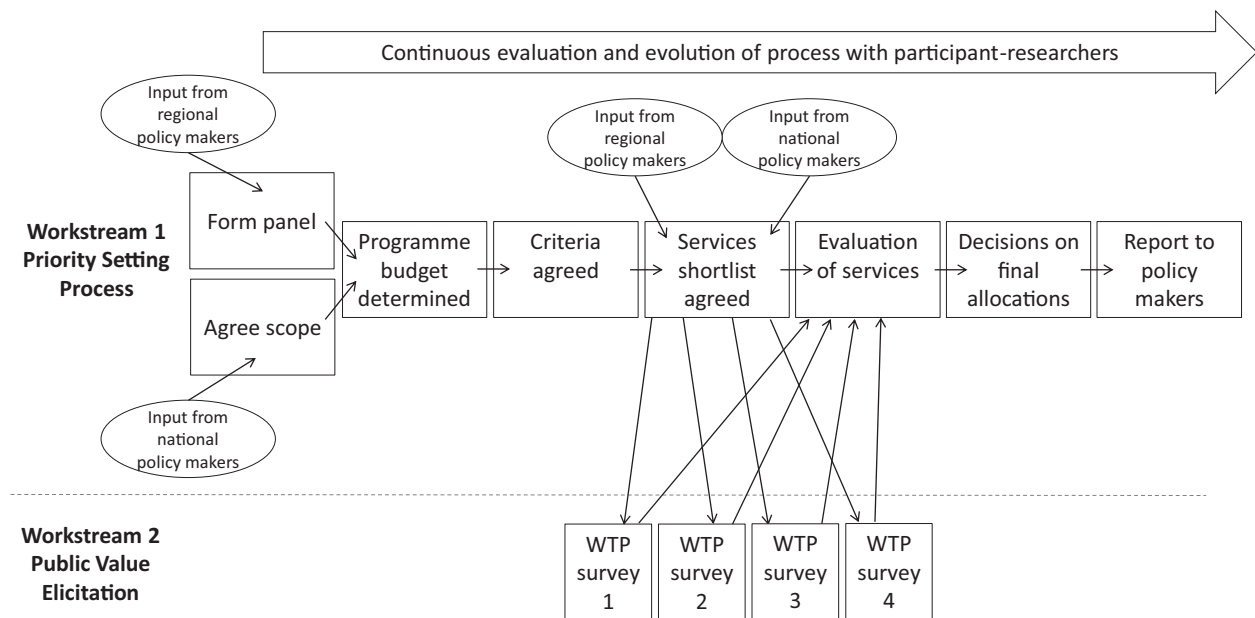 Continuous evaluation and evolution of process with participant-researchers
Input from
regional
policy makers
Input from
regional
policy makers
Input from
national
policy makers
Workstream 1
Priority Setting
Process
Form panel
Agree scope
Programme
budget
determined
Criteria
agreed
Services
shortlist
agreed
Evaluation
of services
Decisions on
final
allocations
Report to
policy
makers
Input from
national
policy makers
Workstream 2
Public Value
Elicitation
WTP
survey
1
WTP
survey
2
WTP
survey
3
WTP
survey
4